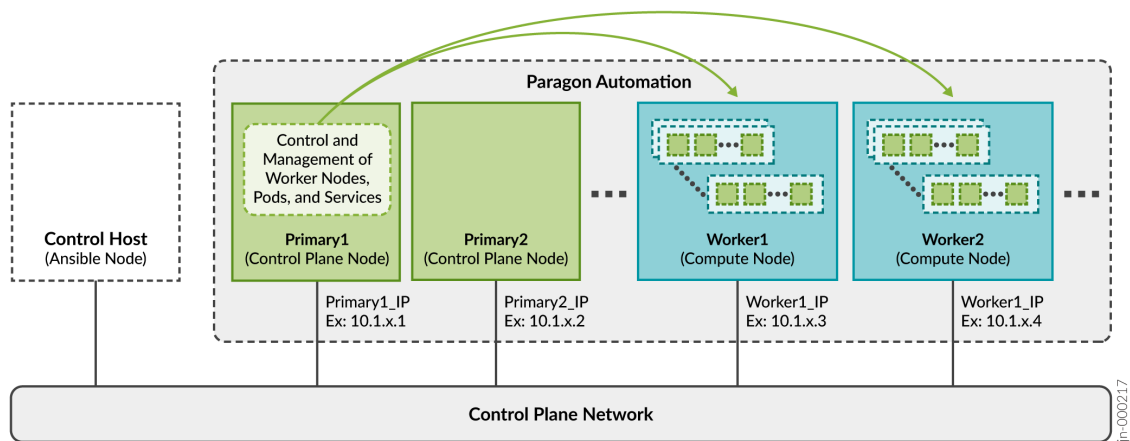 Paragon Automation
Control and
Management of
Worker Nodes,
Pods, and Services
Control Host
(Ansible Node)
Primary1
(Control Plane Node)
Primary2
(Control Plane Node)
Worker1
(Compute Node)
Worker2
(Compute Node)
Primary1_IP
Ex: 10.1.x.1
Primary2_IP
Ex: 10.1.x.2
Worker1_IP
Ex: 10.1.x.3
Worker1_IP
Ex: 10.1.x.4
Control Plane Network
jn-000217